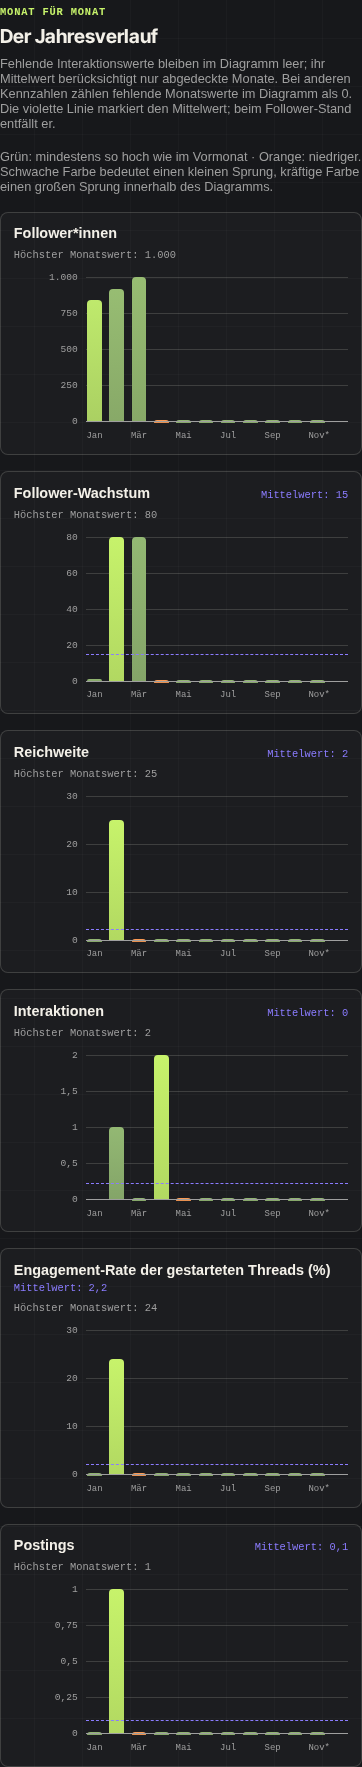 MONAT FÜR MONAT
Der Jahresverlauf
Fehlende Interaktionswerte bleiben im Diagramm leer; ihr
Mittelwert berücksichtigt nur abgedeckte Monate. Bei anderen
Kennzahlen zählen fehlende Monatswerte im Diagramm als 0.
Die violette Linie markiert den Mittelwert; beim Follower-Stand
entfällt er.
Grün: mindestens so hoch wie im Vormonat · Orange: niedriger.
Schwache Farbe bedeutet einen kleinen Sprung, kräftige Farbe
einen großen Sprung innerhalb des Diagramms.
Follower*innen
Höchster Monatswert: 1.000
1.000
750
500
250
0
Jan Mär Mai Jul Sep Nov*
Follower-Wachstum Mittelwert: 15
Höchster Monatswert: 80
80
60
40
20
0
Jan Mär Mai Jul Sep Nov*
Reichweite Mittelwert: 2
Höchster Monatswert: 25
30
20
10
0
Jan Mär Mai Jul Sep Nov*
Interaktionen Mittelwert: 0
Höchster Monatswert: 2
2
1,5
1
0,5
0
Jan Mär Mai Jul Sep Nov*
Engagement-Rate der gestarteten Threads (%)
Mittelwert: 2,2
Höchster Monatswert: 24
30
20
10
0
Jan Mär Mai Jul Sep Nov*
Postings Mittelwert: 0,1
Höchster Monatswert: 1
1
0,75
0,5
0,25
0
Jan Mär Mai Jul Sep Nov*